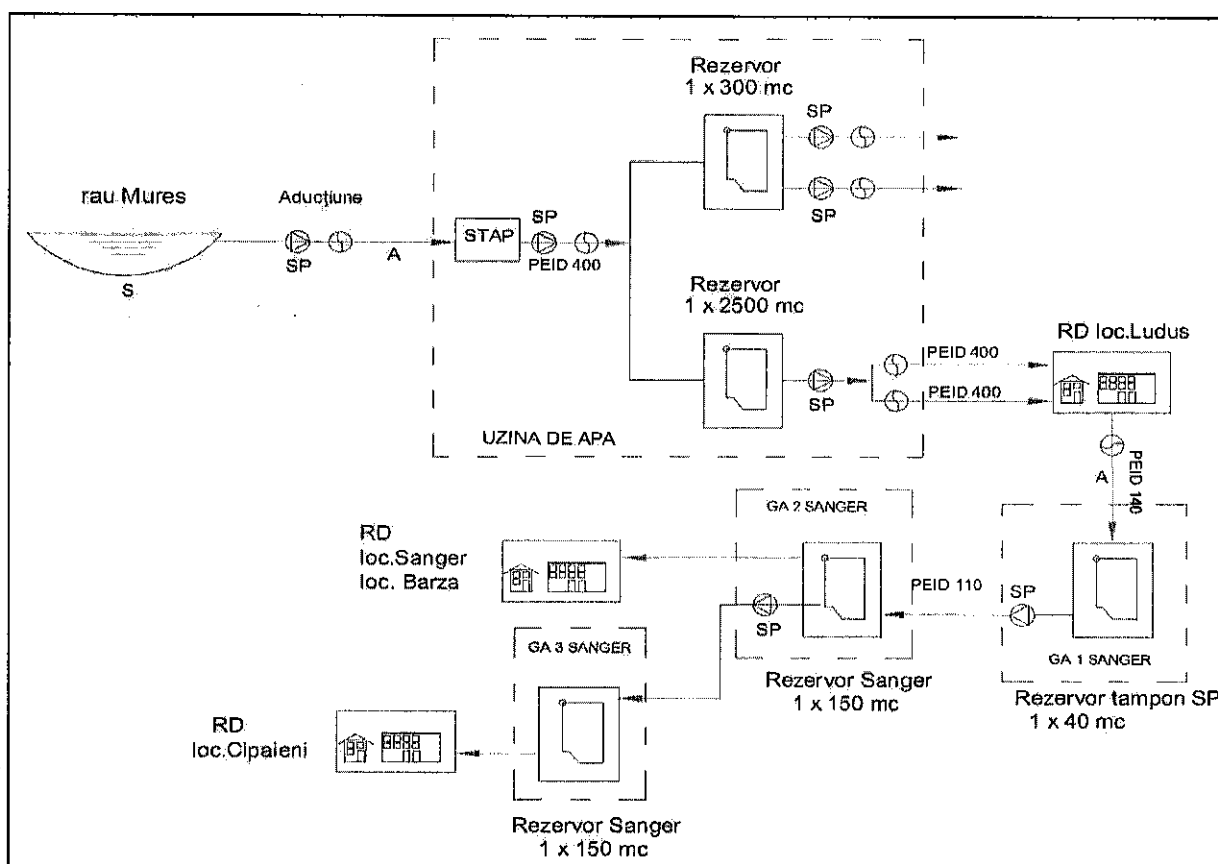 Rezervor
1 x 300 mc
SP
SP
rau Mures
Aducțiune
SP
A
S
STAP
SP
PEID 400
Rezervor
1 x 2500 mc
SP
UZINA DE APA
PEID 400
PEID 400
RD loc.Ludus
A
PEID 140
GA 2 SANGER
RD
loc.Sanger
loc. Barza
SP
PEID 110
SP
GA 1 SANGER
Rezervor tampon SP
1 x 40 mc
Rezervor Sanger
1 x 150 mc
GA 3 SANGER
RD
loc.Cipaieni
Rezervor Sanger
1 x 150 mc